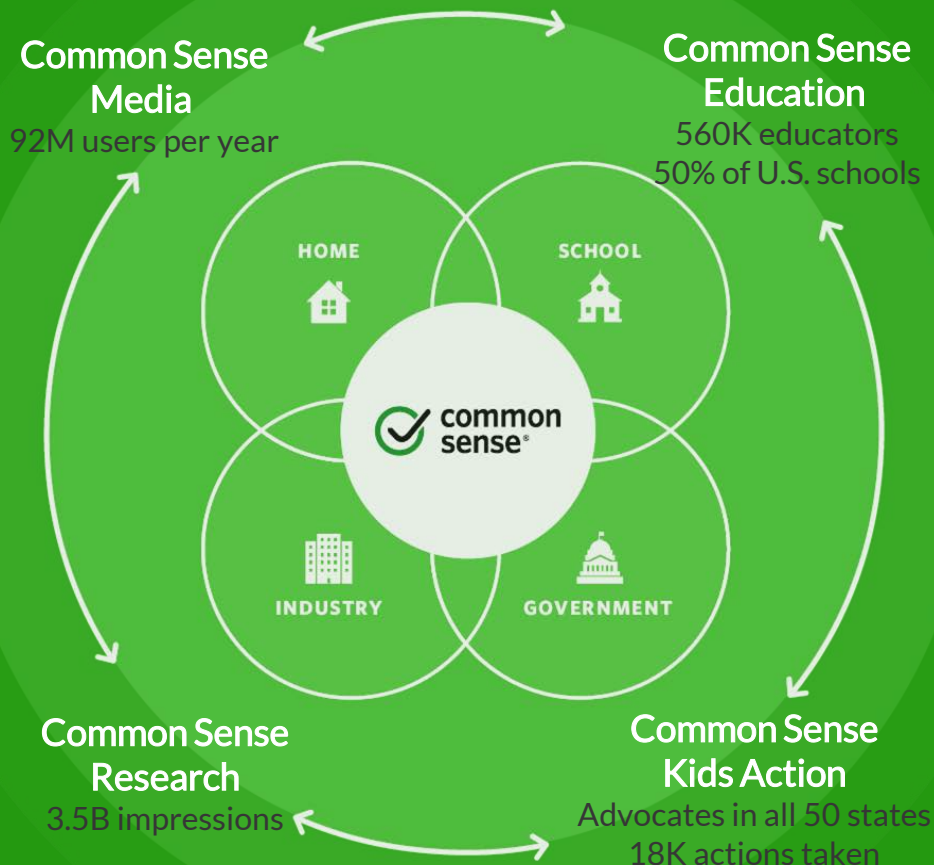 Common Sense
Media
92M users per year
Common Sense
Education
560K educators
50% of U.S. schools
HOME
SCHOOL
common
sense®
INDUSTRY
GOVERNMENT
Common Sense
Research
3.5B impressions
Common Sense
Kids Action
Advocates in all 50 states
18K actions taken